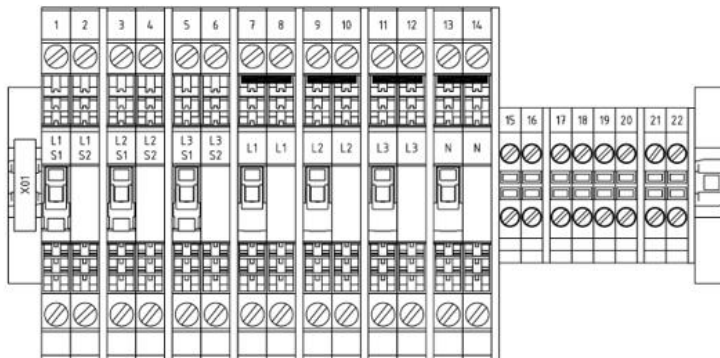 1 2 3 4 5 6 7 8 9 10 11 12 13 14
15 16 17 18 19 20 21 22
X01
L1 L1 L2 L2 L3 L3 L1 L1 L2 L2 L3 L3 N N
S1 S2 S1 S2 S1 S2